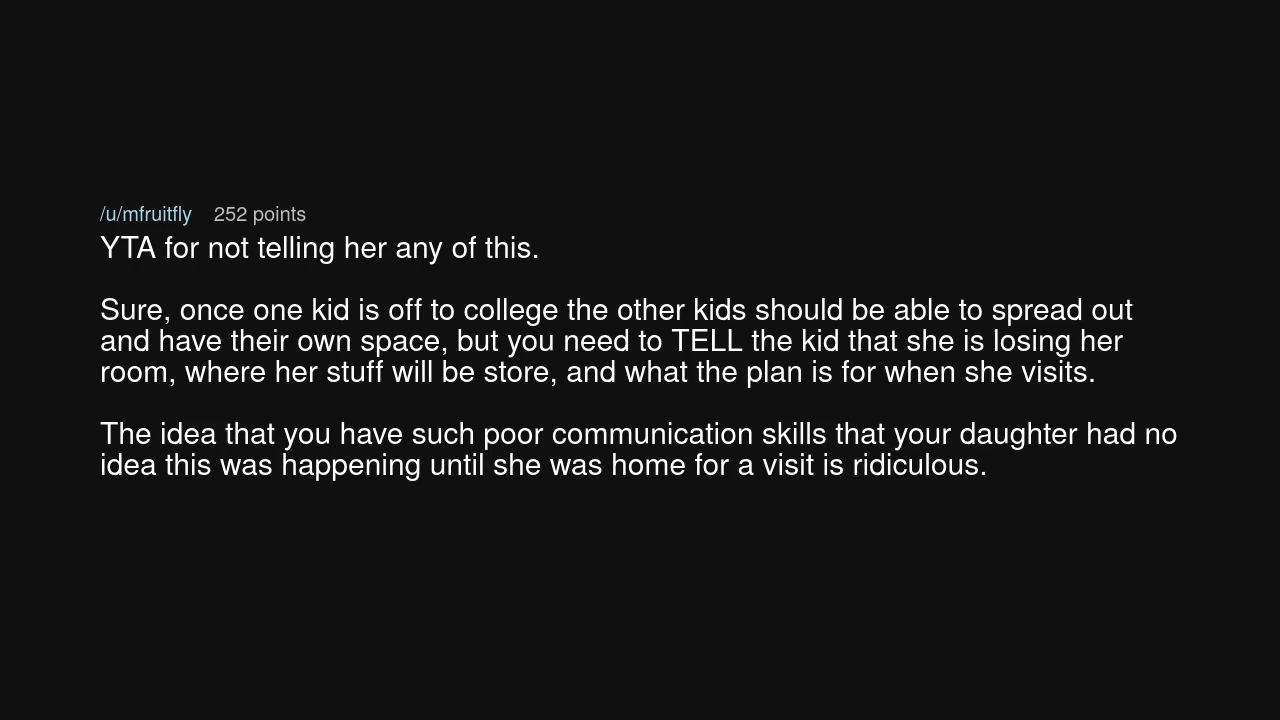 /u/mfruitfly 252 points
YTA for not telling her any of this.
Sure, once one kid is off to college the other kids should be able to spread out
and have their own space, but you need to TELL the kid that she is losing her
room, where her stuff will be store, and what the plan is for when she visits.
The idea that you have such poor communication skills that your daughter had no
idea this was happening until she was home for a visit is ridiculous.